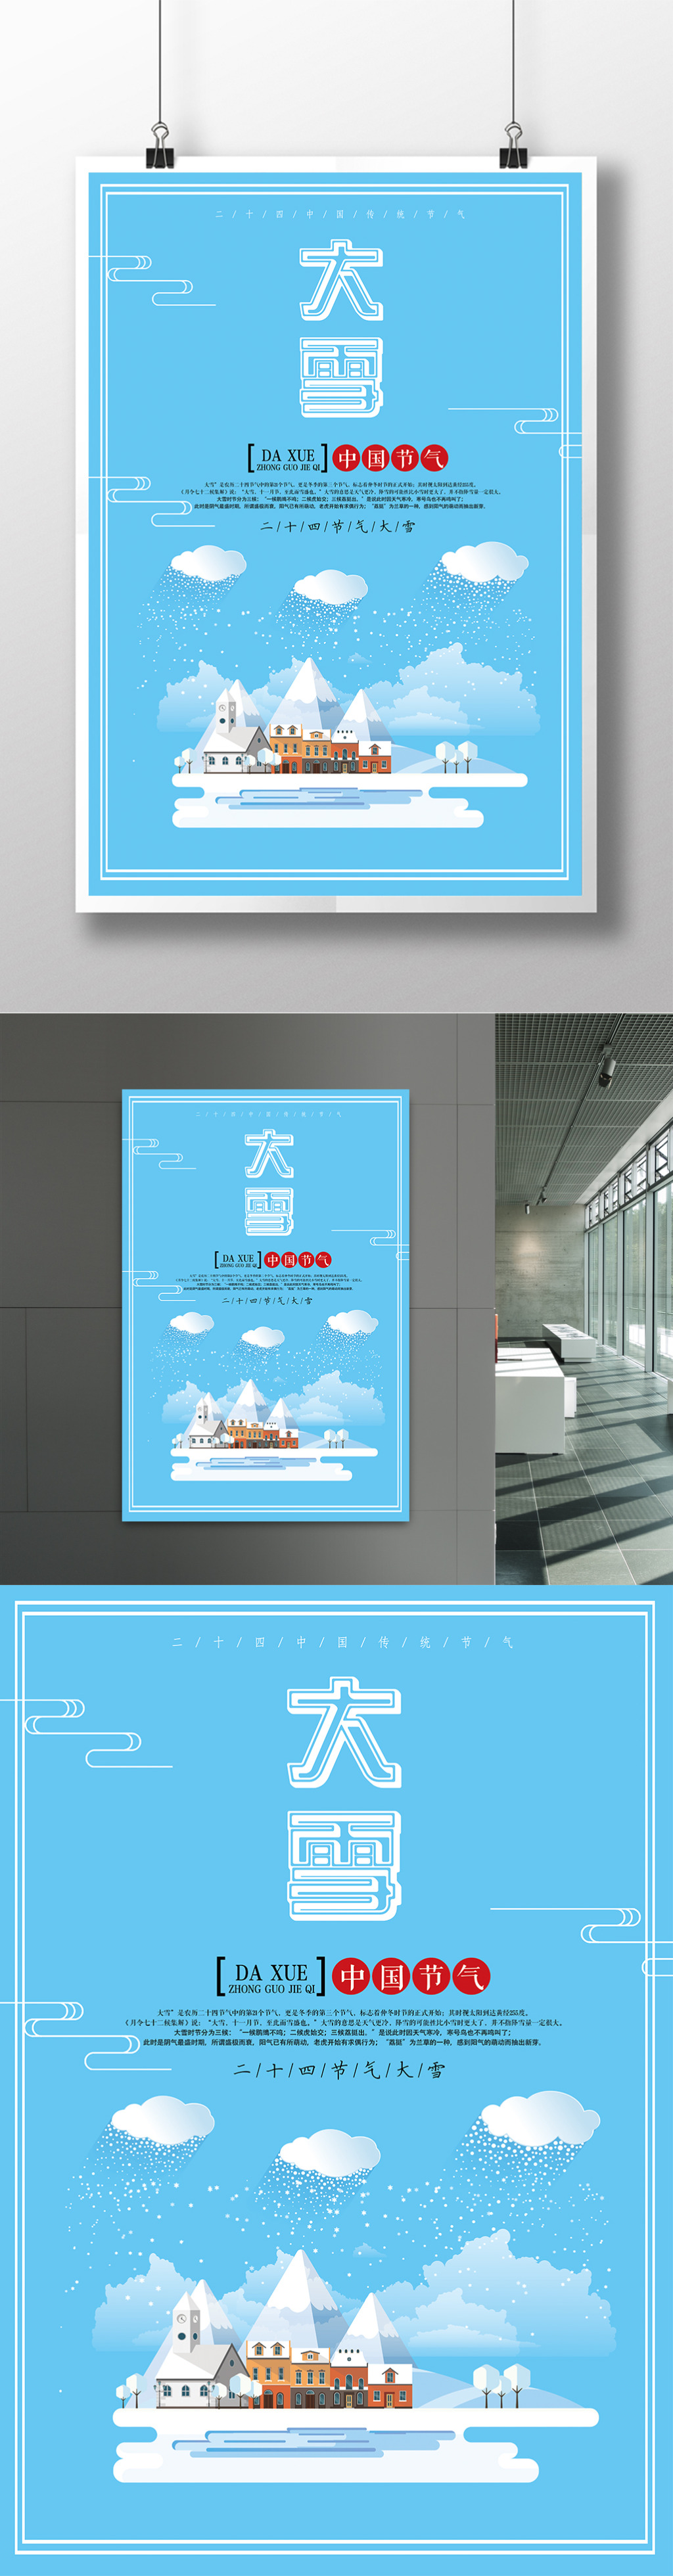 二/十/四/中/国/传/统/节/气
大
雪
[DA XUE ZHONG GUO JIE QI] 中国节气
大雪”是农历二十四节气中的第21个节气，更是冬季的第三个节气，标志着仲冬时节的正式开始；其时视太阳到达黄经255度。
《月令七十二候集解》说：“大雪，十一月节，至此而雪盛也。”大雪的意思是天气更冷，降雪的可能性比小雪时更大了，并不指降雪量一定很大。
大雪时节分为三候：“一候鹖鴠不鸣；二候虎始交；三候荔挺出。”是说此时因天气寒冷，寒号鸟也不再鸣叫了；
此时是阴气最盛时期，所谓盛极而衰，阳气已有所萌动，老虎开始有求偶行为；“荔挺”为兰草的一种，感到阳气的萌动而抽出新芽。
二/十/四/节/气/大/雪
二/十/四/中/国/传/统/节/气
大
雪
[DA XUE ZHONG GUO JIE QI] 中国节气
二/十/四/节/气/大/雪
二/十/四/中/国/传/统/节/气
大
雪
[DA XUE
ZHONG GUO JIE QI] 中国节气
大雪”是农历二十四节气中的第21个节气，更是冬季的第三个节气，标志着仲冬时节的正式开始；其时视太阳到达黄经255度。
《月令七十二候集解》说：“大雪，十一月节，至此而雪盛也。”大雪的意思是天气更冷，降雪的可能性比小雪时更大了，并不指降雪量一定很大。
大雪时节分为三候：“一候鹖鴠不鸣；二候虎始交；三候荔挺出。”是说此时因天气寒冷，寒号鸟也不再鸣叫了；
此时是阴气最盛时期，所谓盛极而衰，阳气已有所萌动，老虎开始有求偶行为；“荔挺”为兰草的一种，感到阳气的萌动而抽出新芽。
二/十/四/节/气/大/雪